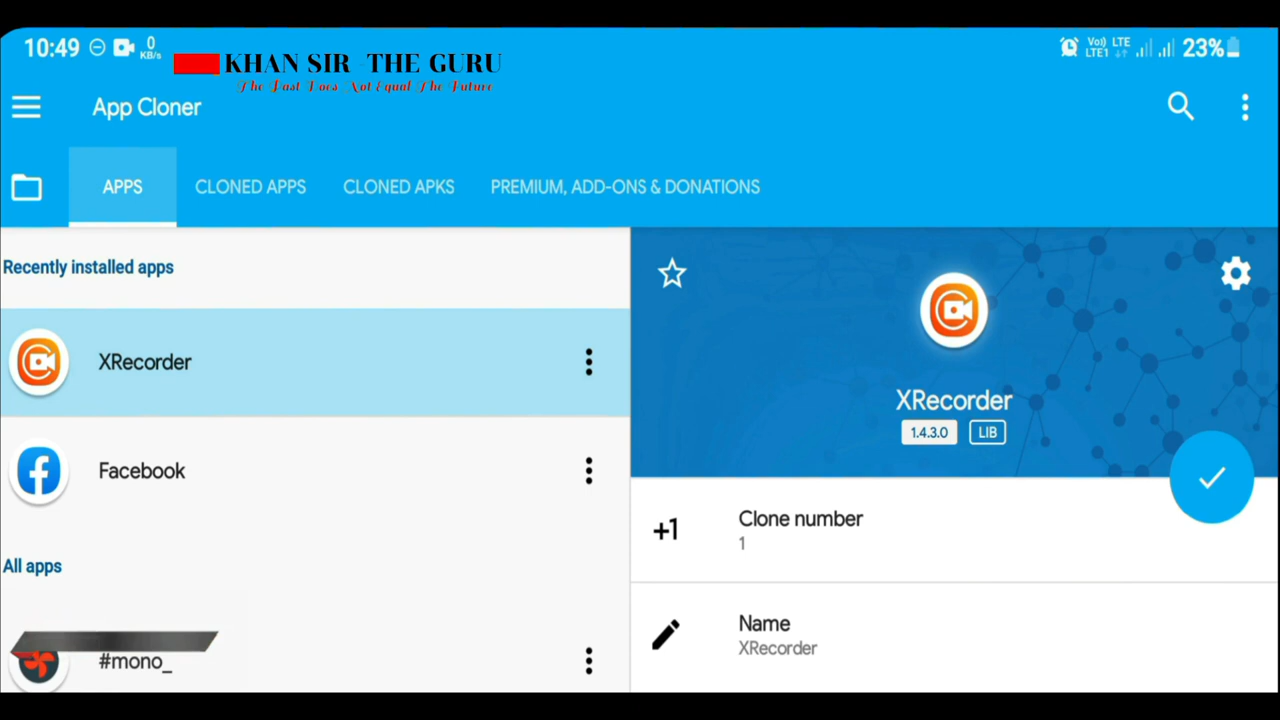 10:49 0 KB/s Vo) LTE LTE1 23%
KHAN SIR THE GURU
The Past Does Not Equal The Future
App Cloner
APPS CLONED APPS CLONED APKS PREMIUM, ADD-ONS & DONATIONS
Recently installed apps
XRecorder
Facebook
All apps
#mono_
XRecorder
1.4.3.0 LIB
+1 Clone number
1
Name
XRecorder